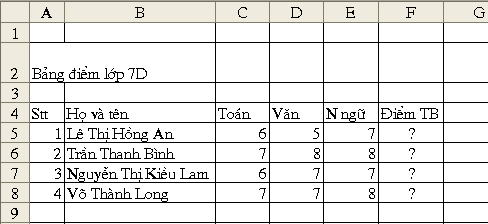 A B C D E F G
1
2 Bảng điểm lớp 7D
3
4 Stt Họ và tên Toán Văn N ngữ Điểm TB
5 1 Lê Thị Hồng An 6 5 7 ?
6 2 Trần Thanh Bình 7 8 8 ?
7 3 Nguyễn Thị Kiều Lam 6 7 7 ?
8 4 Võ Thành Long 7 7 8 ?
9